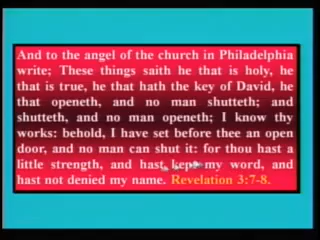 And to the angel of the church in Philadelphia
write; These things saith he that is holy, he
that is true, he that hath the key of David, he
that openeth, and no man shutteth; and
shutteth, and no man openeth; I know thy
works: behold, I have set before thee an open
door, and no man can shut it: for thou hast a
little strength, and hast kept my word, and
hast not denied my name. Revelation 3:7-8.